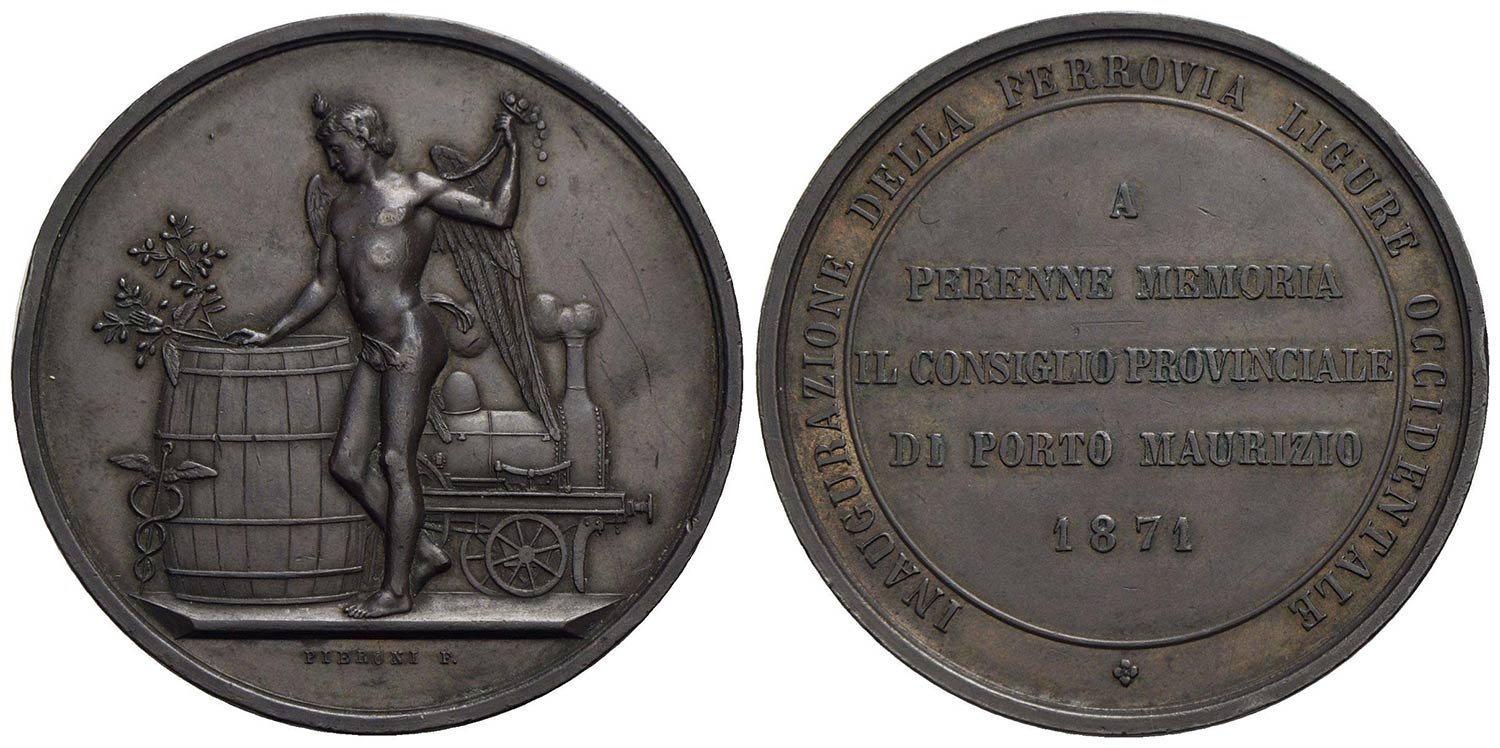 PIERONI F.
INAUGURAZIONE DELLA FERROVIA LIGURE OCCIDENTALE
A
PERENNE MEMORIA
IL CONSIGLIO PROVINCIALE
DI PORTO MAURIZIO
1871